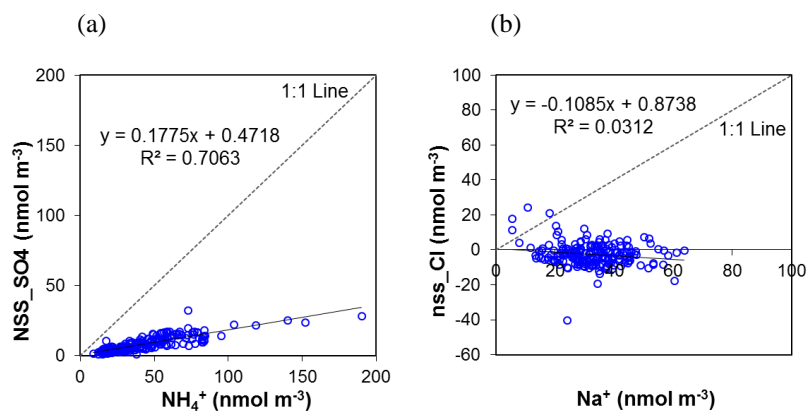 (a)
200
150
100
50
0
NSS_SO4 (nmol m-3)
1:1 Line
y = 0.1775x + 0.4718
R² = 0.7063
0 50 100 150 200
NH₄⁺ (nmol m-3)
(b)
100
80
60
40
20
0
-20
-40
-60
nss_Cl (nmol m-3)
y = -0.1085x + 0.8738
R² = 0.0312
1:1 Line
0 20 40 60 80 100
Na⁺ (nmol m-3)